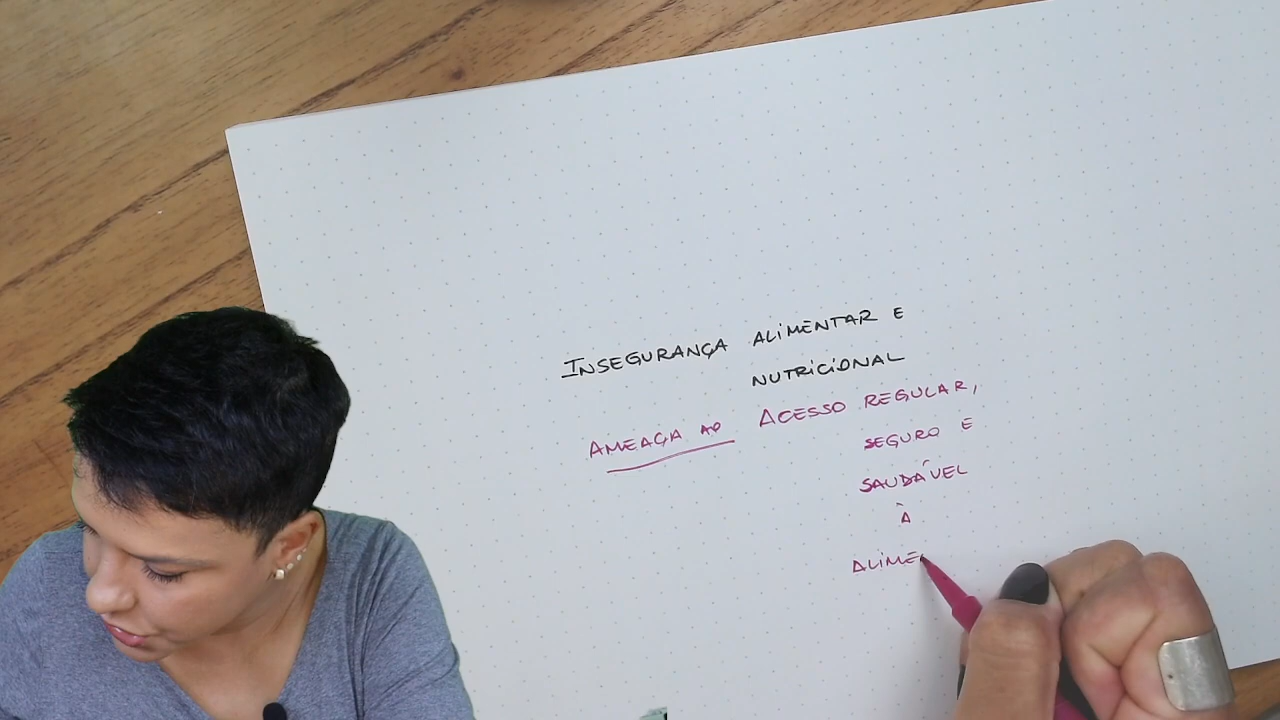 INSEGURANÇA ALIMENTAR E
NUTRICIONAL
AMEAÇA AO ACESSO REGULAR,
SEGURO E
SAUDÁVEL
À
ALIME